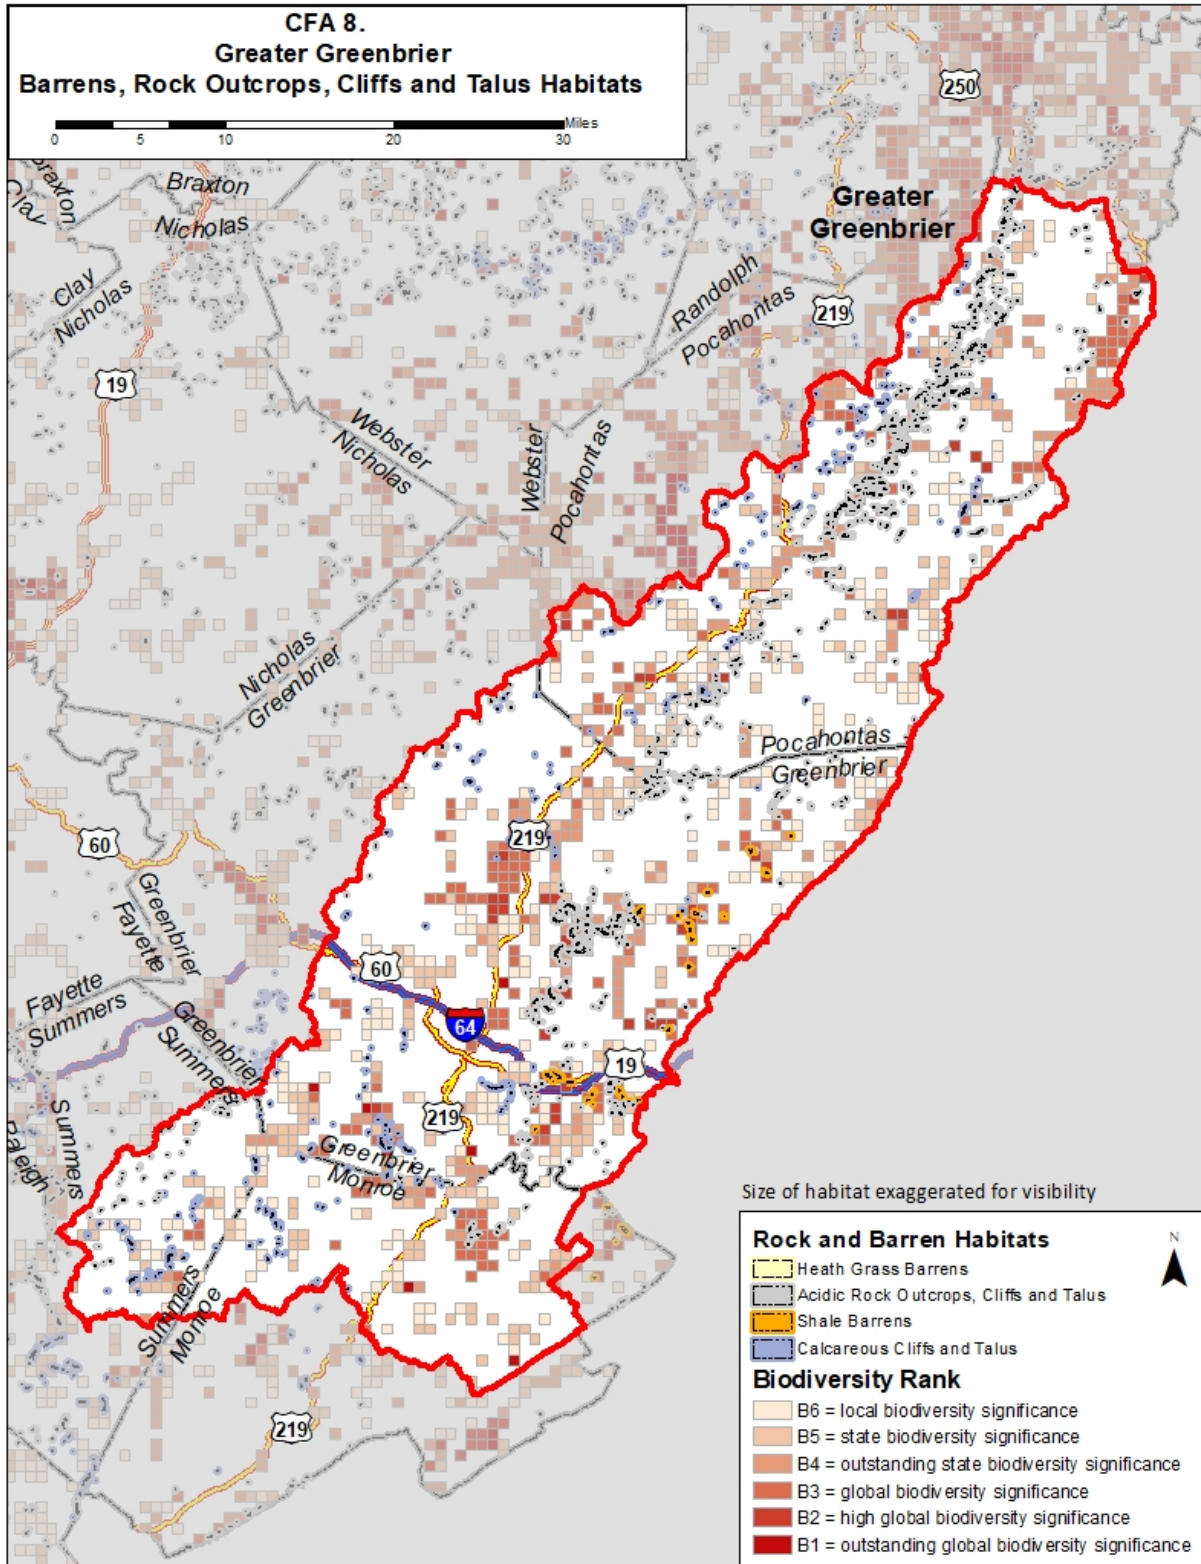 CFA 8.
Greater Greenbrier
Barrens, Rock Outcrops, Cliffs and Talus Habitats
Miles
0 5 10 20 30
250
Braxton
Clay
Braxton
Nicholas
Greater
Greenbrier
Clay
Nicholas
Randolph
Pocahontas
219
19
Webster
Nicholas
Webster
Pocahontas
Nicholas
Greenbrier
Pocahontas
Greenbrier
219
60
Greenbrier
Fayette
60
Fayette
Summers
Greenbrier
Summers
64
19
219
Summers
Raleigh
Greenbrier
Monroe
Summers
Monroe
219
Size of habitat exaggerated for visibility
Rock and Barren Habitats
N
Heath Grass Barrens
Acidic Rock Outcrops, Cliffs and Talus
Shale Barrens
Calcareous Cliffs and Talus
Biodiversity Rank
B6 = local biodiversity significance
B5 = state biodiversity significance
B4 = outstanding state biodiversity significance
B3 = global biodiversity significance
B2 = high global biodiversity significance
B1 = outstanding global biodiversity significance